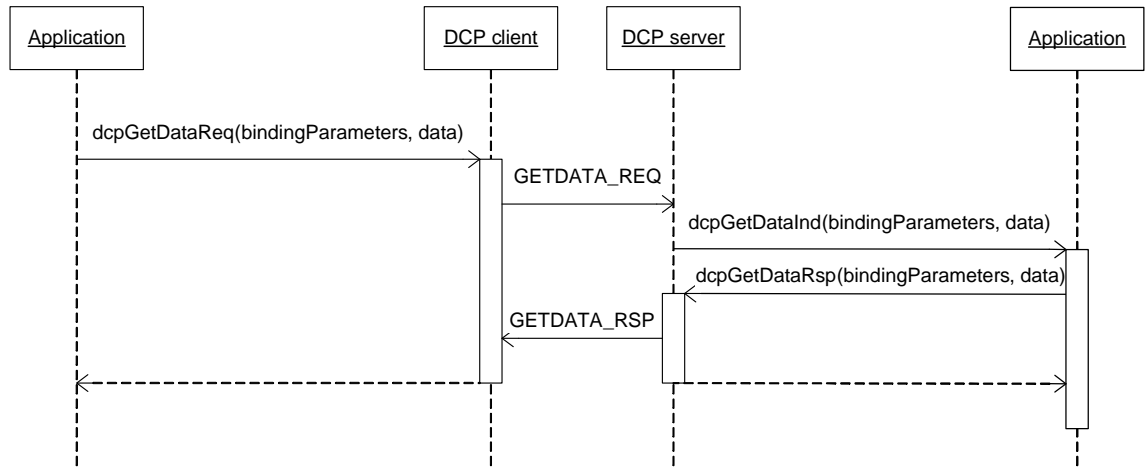 Application
DCP client
DCP server
Application
dcpGetDataReq(bindingParameters, data)
GETDATA_REQ
dcpGetDataInd(bindingParameters, data)
dcpGetDataRsp(bindingParameters, data)
GETDATA_RSP